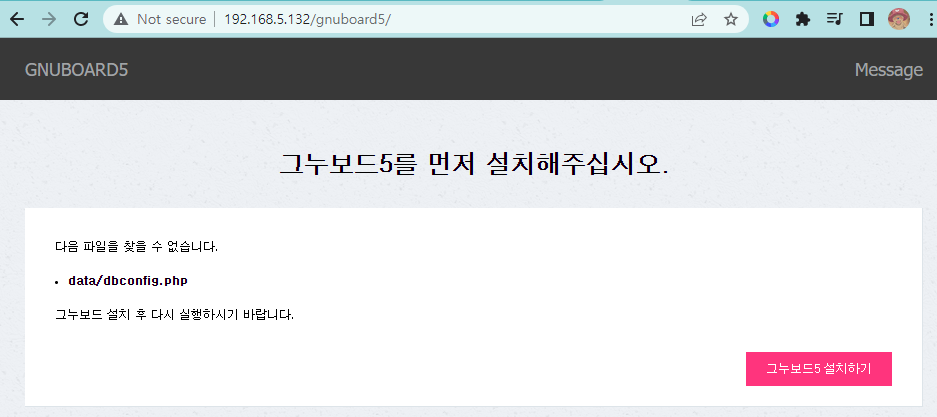 Not secure | 192.168.5.132/gnuboard5/
GNUBOARD5 Message
그누보드5를 먼저 설치해주십시오.
다음 파일을 찾을 수 없습니다.
• data/dbconfig.php
그누보드 설치 후 다시 실행하시기 바랍니다.
그누보드5 설치하기